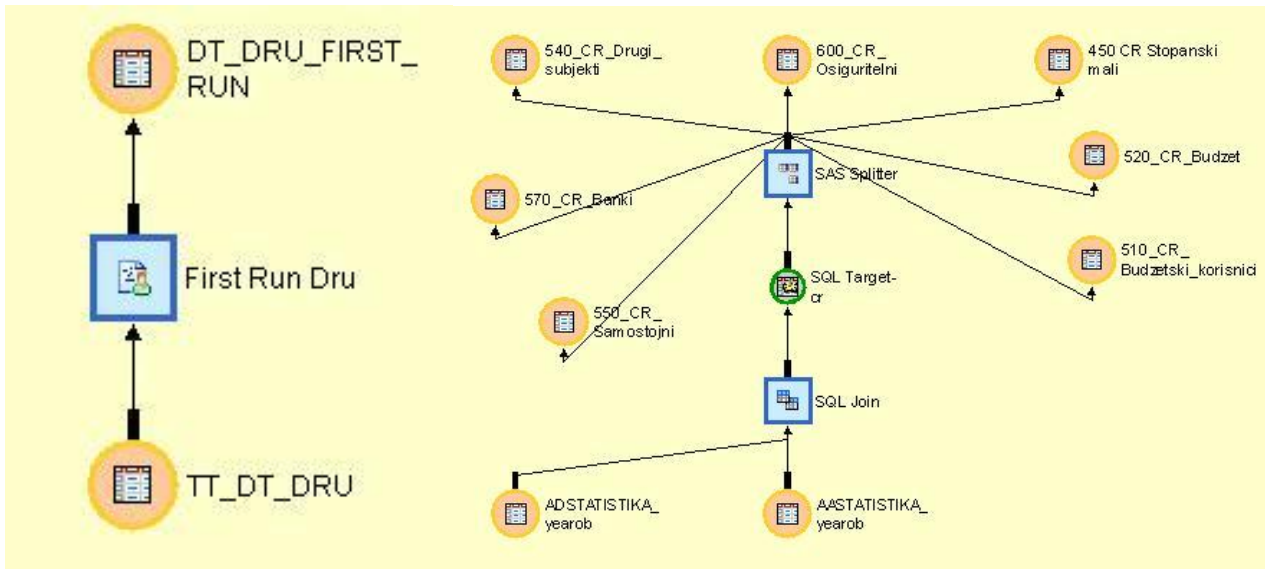 DT_DRU_FIRST_
RUN
First Run Dru
TT_DT_DRU
540_CR_Drugi_
subjekti
600_CR_
Osiguritelni
450 CR Stopanski
mali
520_CR_Budzet
SAS Splitter
570_CR_Banki
510_CR_
Budzetski_korisnici
SQL Target-
cr
550_CR_
Samostojni
SQL Join
ADSTATISTIKA_
yearob
AASTATISTIKA_
yearob